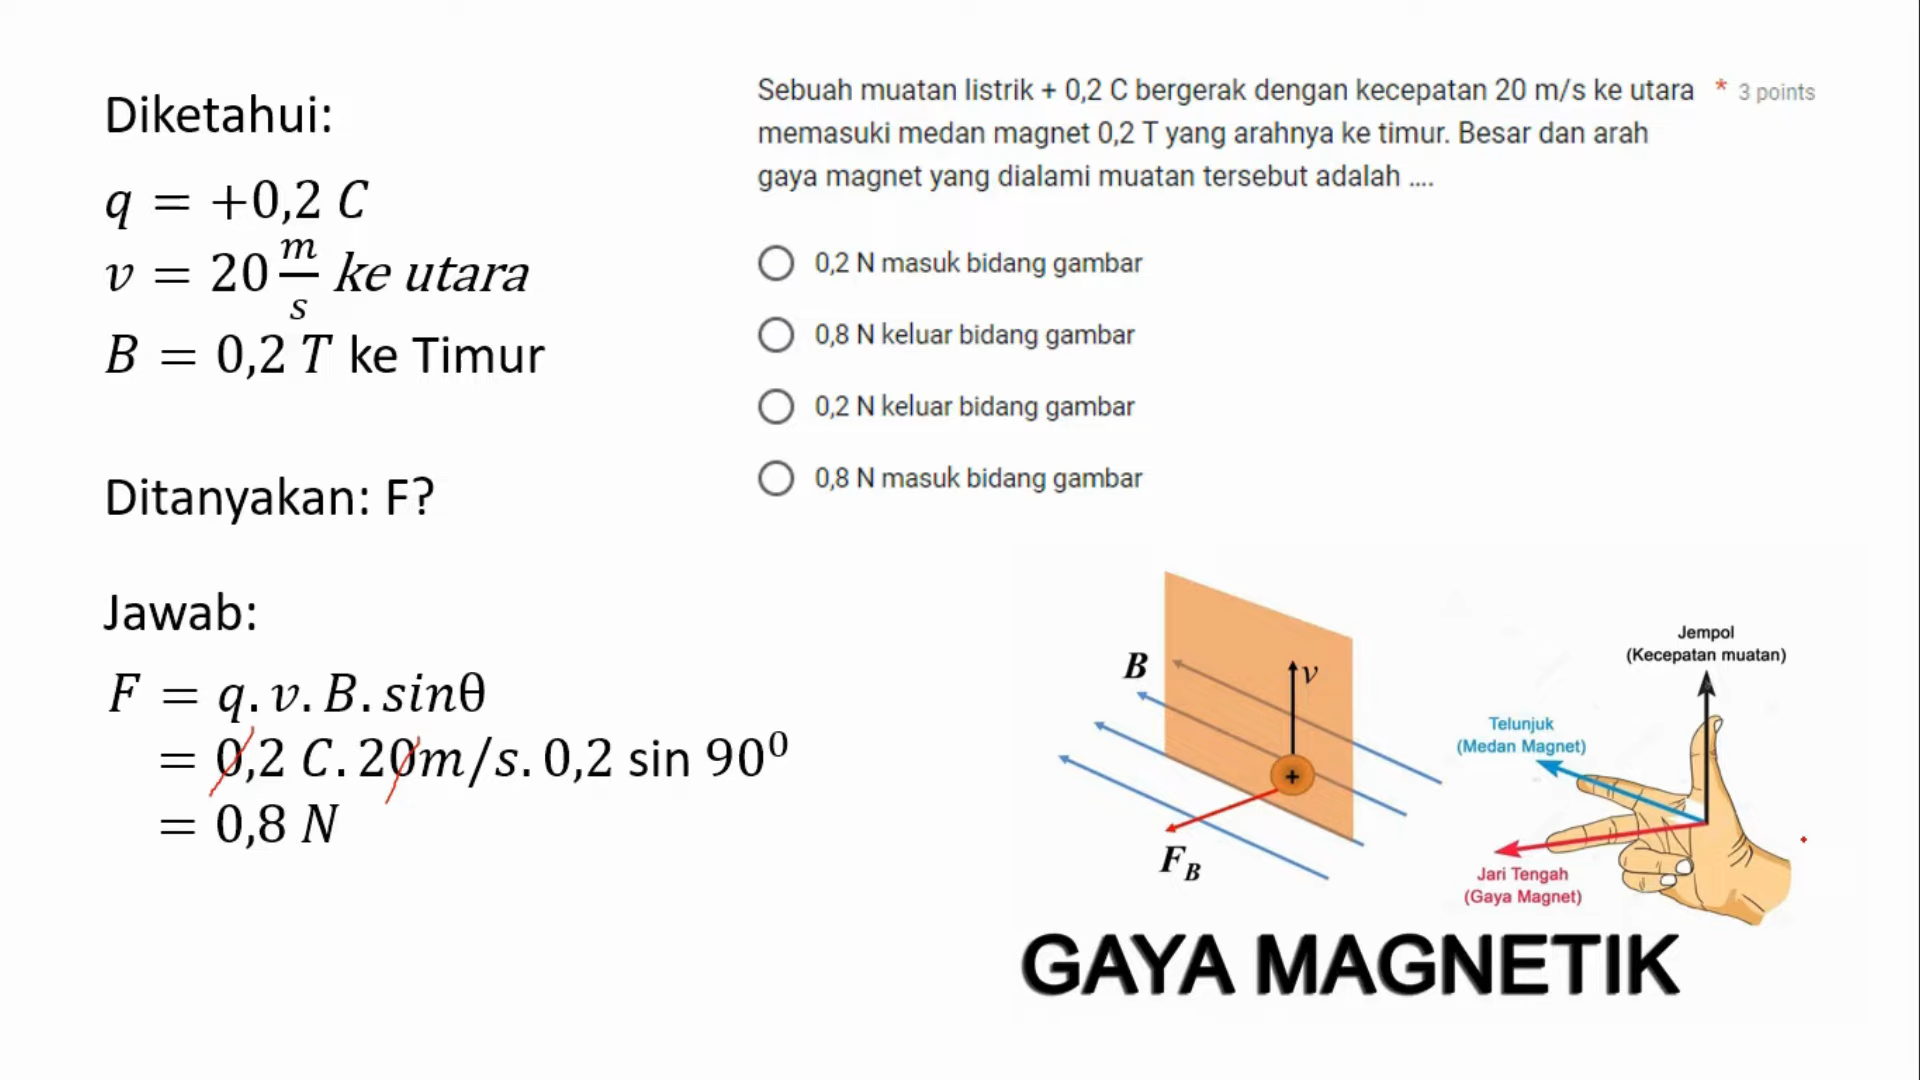 Diketahui:
q = +0,2 C
v = 20 m/s ke utara
B = 0,2 T ke Timur
Ditanyakan: F?
Jawab:
F = q.v.B.sinθ
= 0,2 C.20m/s.0,2 sin 90⁰
= 0,8 N
Sebuah muatan listrik + 0,2 C bergerak dengan kecepatan 20 m/s ke utara * 3 points
memasuki medan magnet 0,2 T yang arahnya ke timur. Besar dan arah
gaya magnet yang dialami muatan tersebut adalah ....
0,2 N masuk bidang gambar
0,8 N keluar bidang gambar
0,2 N keluar bidang gambar
0,8 N masuk bidang gambar
B
v
+
F_B
Jempol
(Kecepatan muatan)
Telunjuk
(Medan Magnet)
Jari Tengah
(Gaya Magnet)
GAYA MAGNETIK